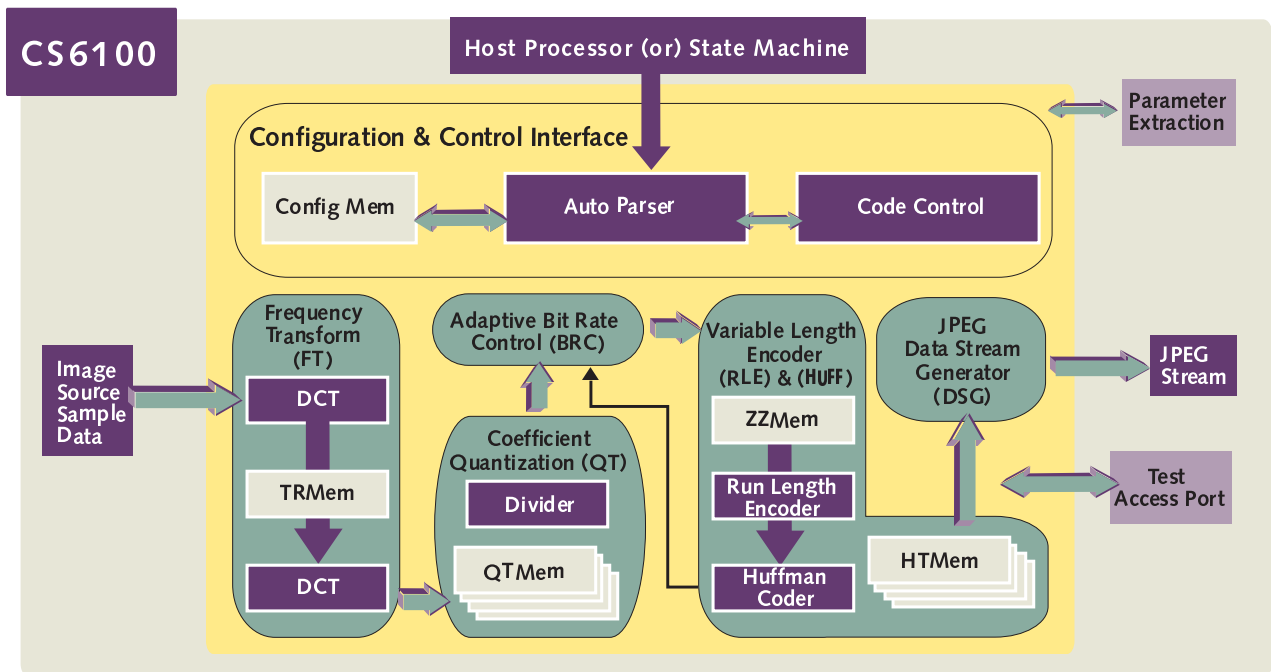 CS6100
Host Processor (or) State Machine
Parameter
Extraction
Configuration & Control Interface
Config Mem
Auto Parser
Code Control
Image
Source
Sample
Data
Frequency
Transform
(FT)
DCT
TRMem
DCT
Adaptive Bit Rate
Control (BRC)
Coefficient
Quantization (QT)
Divider
QTMem
Variable Length
Encoder
(RLE) & (HUFF)
ZZMem
Run Length
Encoder
Huffman
Coder
HTMem
JPEG
Data Stream
Generator
(DSG)
JPEG
Stream
Test
Access Port